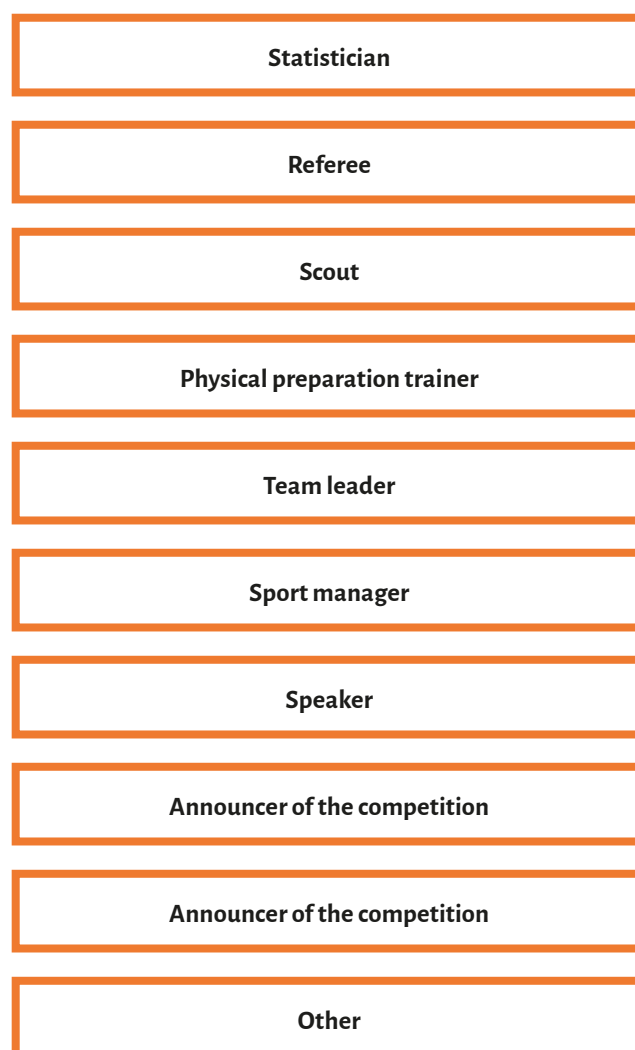 Statistician
Referee
Scout
Physical preparation trainer
Team leader
Sport manager
Speaker
Announcer of the competition
Announcer of the competition
Other